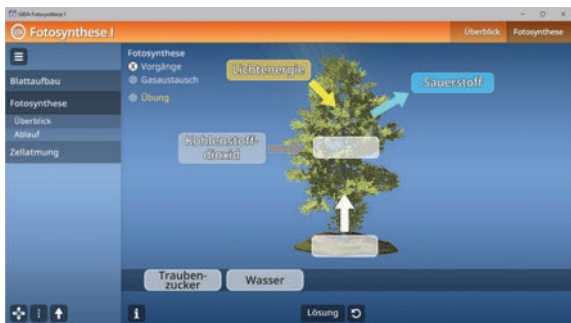 GIDA Fotosynthese I
Fotosynthese I
Überblick
Fotosynthese
Blattaufbau
Fotosynthese
Überblick
Ablauf
Zellatmung
Fotosynthese
Vorgänge
Gasaustausch
Übung
Lichtenergie
Sauerstoff
Kohlenstoff-
dioxid
Trauben-
zucker
Wasser
i
Lösung